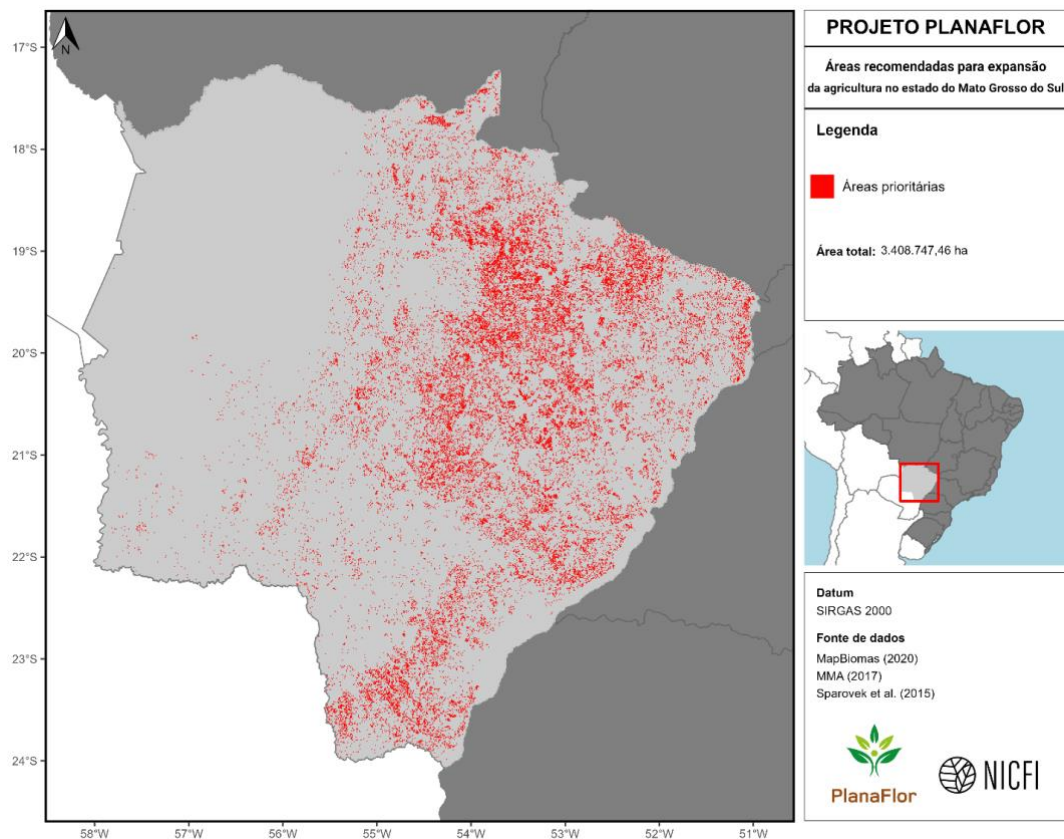 PROJETO PLANAFLOR
Áreas recomendadas para expansão
da agricultura no estado do Mato Grosso do Sul
Legenda
Áreas prioritárias
Área total: 3.408.747,46 ha
N
17°S
18°S
19°S
20°S
21°S
22°S
23°S
24°S
58°W
57°W
56°W
55°W
54°W
53°W
52°W
51°W
Datum
SIRGAS 2000
Fonte de dados
MapBiomas (2020)
MMA (2017)
Sparovek et al. (2015)
PlanaFlor
NICFI